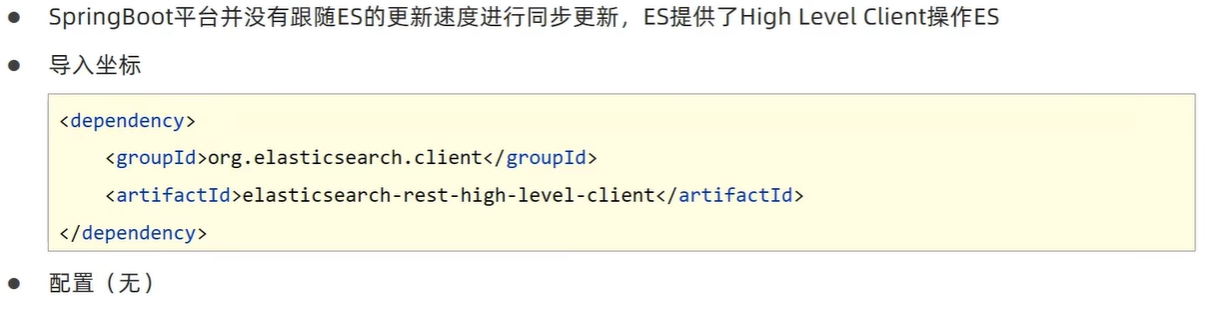 ● SpringBoot平台并没有跟随ES的更新速度进行同步更新，ES提供了High Level Client操作ES
● 导入坐标
<dependency>
    <groupId>org.elasticsearch.client</groupId>
    <artifactId>elasticsearch-rest-high-level-client</artifactId>
</dependency>
● 配置（无）